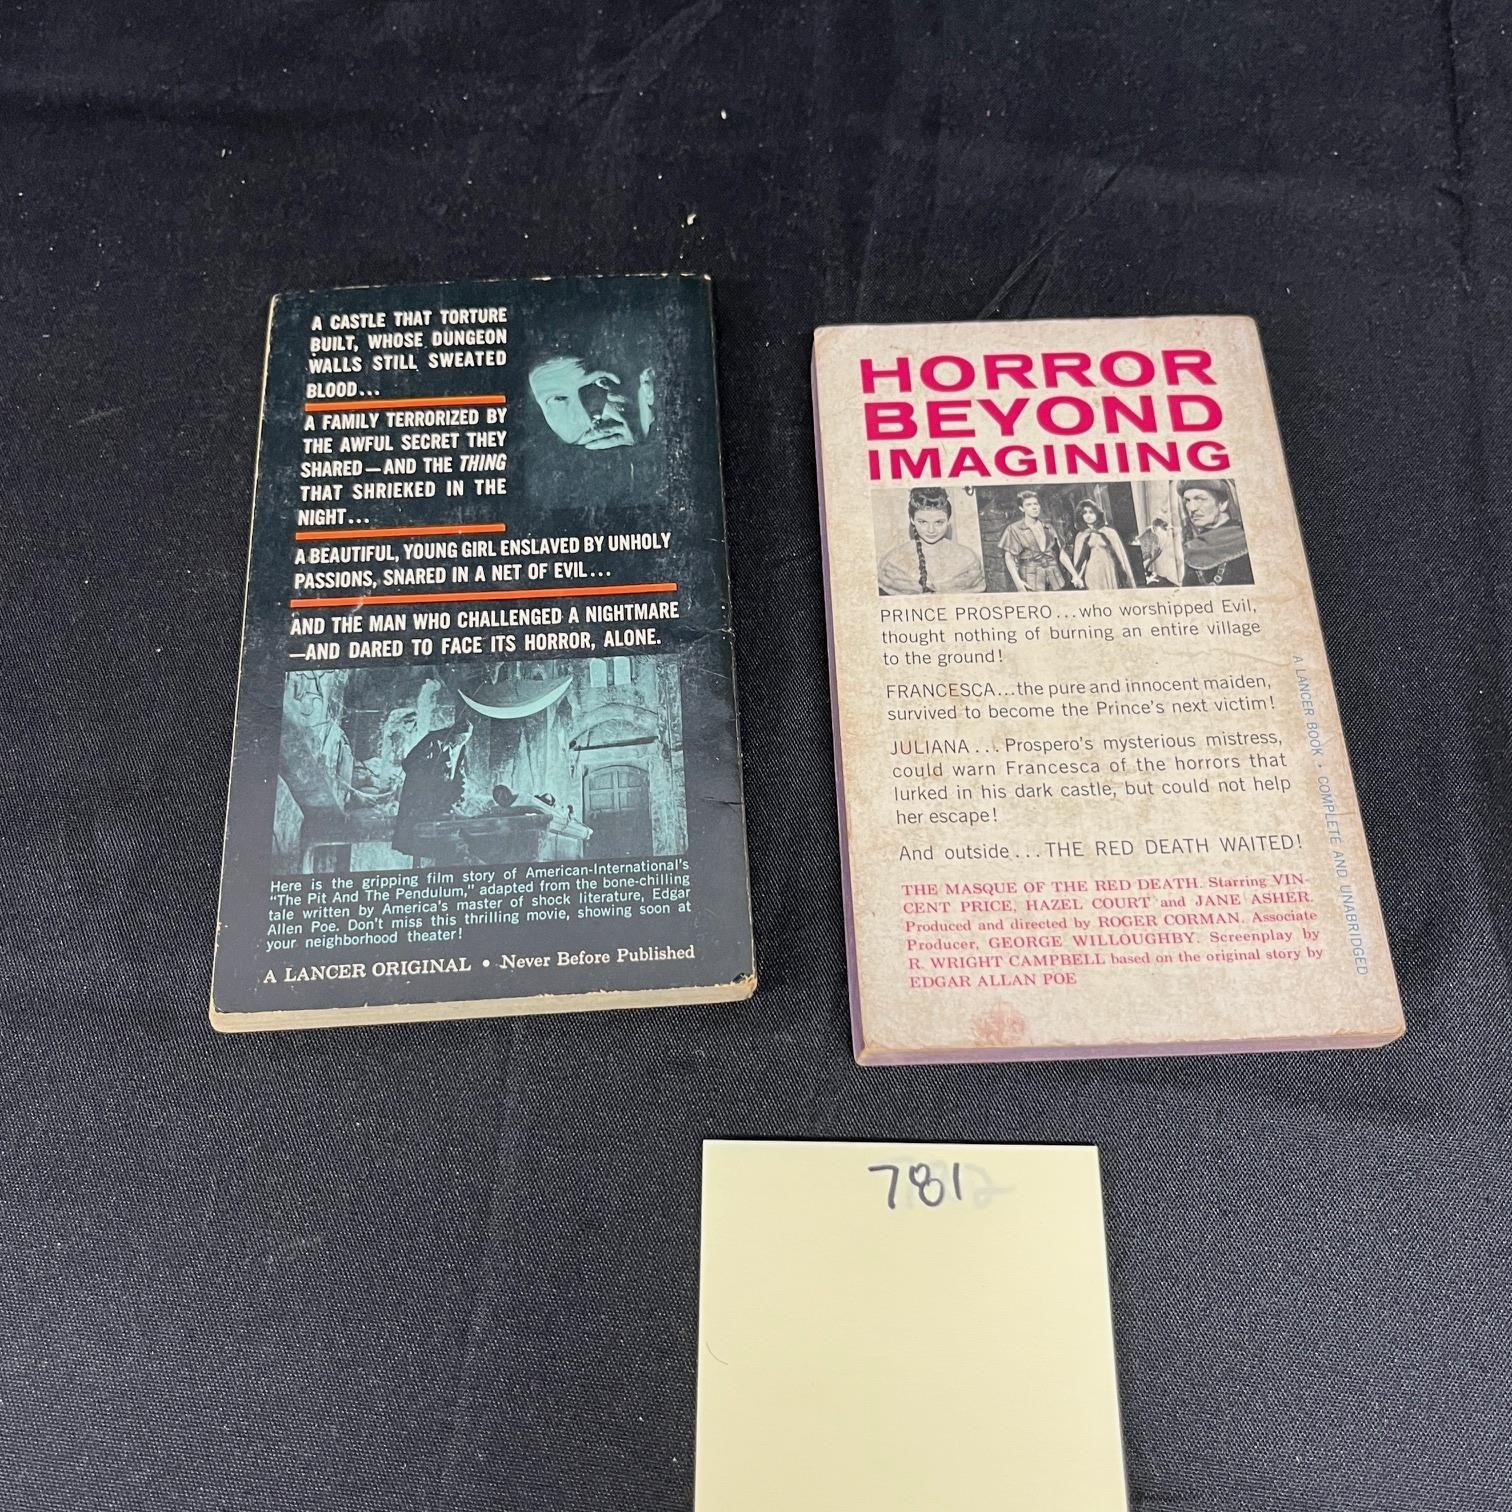 A CASTLE THAT TORTURE
BUILT, WHOSE DUNGEON
WALLS STILL SWEATED
BLOOD...
A FAMILY TERRORIZED BY
THE AWFUL SECRET THEY
SHARED—AND THE THING
THAT SHRIEKED IN THE
NIGHT...
A BEAUTIFUL, YOUNG GIRL ENSLAVED BY UNHOLY
PASSIONS, SNARED IN A NET OF EVIL...
AND THE MAN WHO CHALLENGED A NIGHTMARE
—AND DARED TO FACE ITS HORROR, ALONE.
Here is the gripping film story of American-International's
"The Pit And The Pendulum," adapted from the bone-chilling
tale written by America's master of shock literature, Edgar
Allen Poe. Don't miss this thrilling movie, showing soon at
your neighborhood theater!
A LANCER ORIGINAL • Never Before Published
HORROR
BEYOND
IMAGINING
PRINCE PROSPERO...who worshipped Evil,
thought nothing of burning an entire village
to the ground!
FRANCESCA...the pure and innocent maiden,
survived to become the Prince's next victim!
JULIANA... Prospero's mysterious mistress,
could warn Francesca of the horrors that
lurked in his dark castle, but could not help
her escape!
And outside...THE RED DEATH WAITED!
THE MASQUE OF THE RED DEATH. Starring VIN-
CENT PRICE, HAZEL COURT and JANE ASHER.
Produced and directed by ROGER CORMAN. Associate
Producer, GEORGE WILLOUGHBY. Screenplay by
R. WRIGHT CAMPBELL based on the original story by
EDGAR ALLAN POE
A LANCER BOOK • COMPLETE AND UNABRIDGED
781